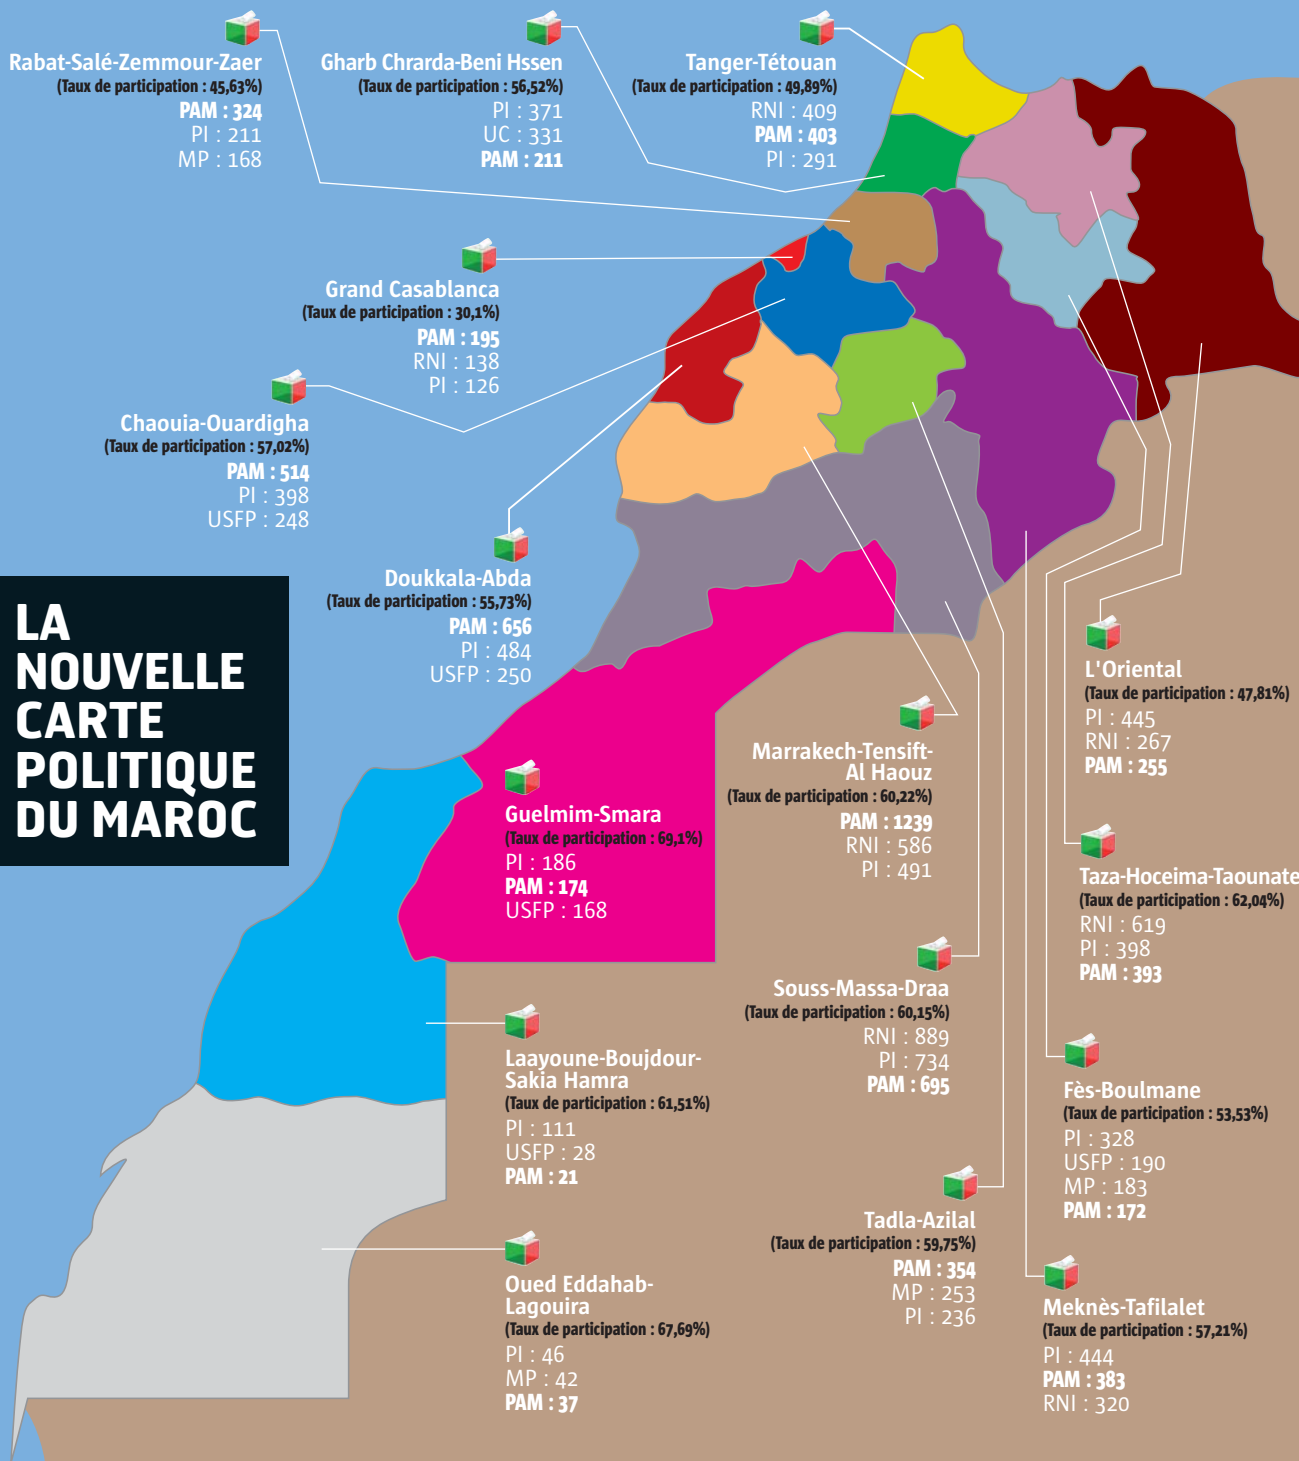 LA
NOUVELLE
CARTE
POLITIQUE
DU MAROC
Rabat-Salé-Zemmour-Zaer
(Taux de participation : 45,63%)
PAM : 324
PI : 211
MP : 168
Gharb Chrarda-Beni Hssen
(Taux de participation : 56,52%)
PI : 371
UC : 331
PAM : 211
Tanger-Tétouan
(Taux de participation : 49,89%)
RNI : 409
PAM : 403
PI : 291
Grand Casablanca
(Taux de participation : 30,1%)
PAM : 195
RNI : 138
PI : 126
Chaouia-Ouardigha
(Taux de participation : 57,02%)
PAM : 514
PI : 398
USFP : 248
Doukkala-Abda
(Taux de participation : 55,73%)
PAM : 656
PI : 484
USFP : 250
L'Oriental
(Taux de participation : 47,81%)
PI : 445
RNI : 267
PAM : 255
Marrakech-Tensift-
Al Haouz
(Taux de participation : 60,22%)
PAM : 1239
RNI : 586
PI : 491
Guelmim-Smara
(Taux de participation : 69,1%)
PI : 186
PAM : 174
USFP : 168
Taza-Hoceima-Taounate
(Taux de participation : 62,04%)
RNI : 619
PI : 398
PAM : 393
Souss-Massa-Draa
(Taux de participation : 60,15%)
RNI : 889
PI : 734
PAM : 695
Laayoune-Boujdour-
Sakia Hamra
(Taux de participation : 61,51%)
PI : 111
USFP : 28
PAM : 21
Fès-Boulmane
(Taux de participation : 53,53%)
PI : 328
USFP : 190
MP : 183
PAM : 172
Tadla-Azilal
(Taux de participation : 59,75%)
PAM : 354
MP : 253
PI : 236
Oued Eddahab-
Lagouira
(Taux de participation : 67,69%)
PI : 46
MP : 42
PAM : 37
Meknès-Tafilalet
(Taux de participation : 57,21%)
PI : 444
PAM : 383
RNI : 320